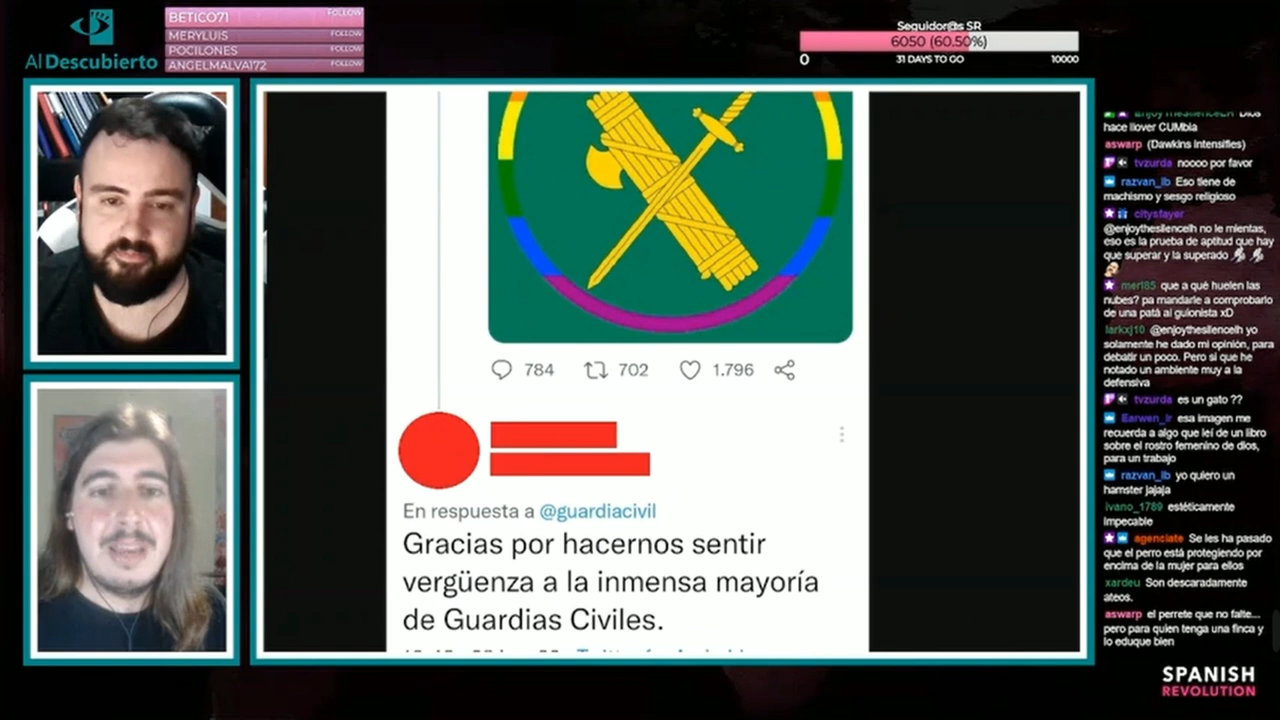 Al Descubierto
BETICO71 FOLLOW
MERYLUIS FOLLOW
POCILONES FOLLOW
ANGELMALVA172 FOLLOW
Seguidor@s SR
6050 (60.50%)
0 31 DAYS TO GO 10000
784 702 1.796
En respuesta a @guardiacivil
Gracias por hacernos sentir
vergüenza a la inmensa mayoría
de Guardias Civiles.
hace llover CUMbia
aswarp (Dawkins intensifies)
tvzurda noooo por favor
razvan_lb Eso tiene de
machismo y sesgo religioso
citysfayer
@enjoythesilencelh no le mientas,
eso es la prueba de aptitud que hay
que superar y la superado
merl85 que a qué huelen las
nubes? pa mandarle a comprobarlo
de una patá al guionista xD
larkxj10 @enjoythesilencelh yo
solamente he dado mi opinión, para
debatir un poco. Pero si que he
notado un ambiente muy a la
defensiva
tvzurda es un gato ??
Earwen_lr esa imagen me
recuerda a algo que leí de un libro
sobre el rostro femenino de dios,
para un trabajo
razvan_lb yo quiero un
hamster jajaja
ivano_1789 estéticamente
impecable
agenciate Se les ha pasado
que el perro está protegiendo por
encima de la mujer para ellos
xardeu Son descaradamente
ateos.
aswarp el perrete que no falte...
pero para quien tenga una finca y
lo eduque bien
SPANISH
REVOLUTION